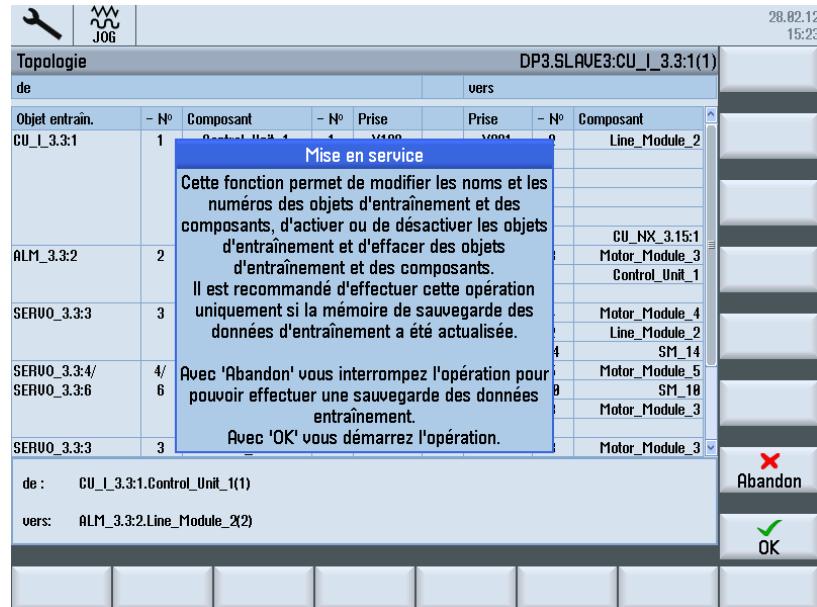 JOG
28.02.12
15:23
Topologie DP3.SLAVE3:CU_I_3.3:1(1)
de vers
Objet entraîn. – Nº Composant – Nº Prise Prise – Nº Composant
CU_I_3.3:1 1 Line_Module_2
CU_NX_3.15:1
ALM_3.3:2 2 Motor_Module_3
Control_Unit_1
SERVO_3.3:3 3 Motor_Module_4
Line_Module_2
SM_14
SERVO_3.3:4/ 4/ Motor_Module_5
SERVO_3.3:6 6 SM_10
Motor_Module_3
SERVO_3.3:3 3 Motor_Module_3
Mise en service
Cette fonction permet de modifier les noms et les
numéros des objets d'entraînement et des
composants, d'activer ou de désactiver les objets
d'entraînement et d'effacer des objets
d'entraînement et des composants.
Il est recommandé d'effectuer cette opération
uniquement si la mémoire de sauvegarde des
données d'entraînement a été actualisée.
Avec 'Abandon' vous interrompez l'opération pour
pouvoir effectuer une sauvegarde des données
entraînement.
Avec 'OK' vous démarrez l'opération.
de : CU_I_3.3:1.Control_Unit_1(1)
vers: ALM_3.3:2.Line_Module_2(2)
Abandon
OK